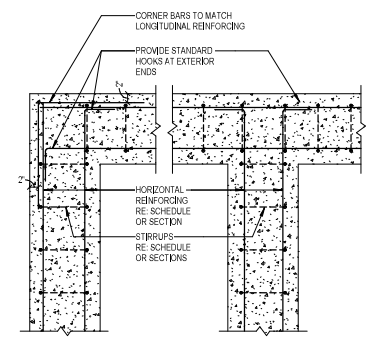 CORNER BARS TO MATCH
LONGITUDINAL REINFORCING
PROVIDE STANDARD
HOOKS AT EXTERIOR
ENDS
2'
2'
HORIZONTAL
REINFORCING
RE: SCHEDULE
OR SECTION
STIRRUPS
RE: SCHEDULE
OR SECTIONS